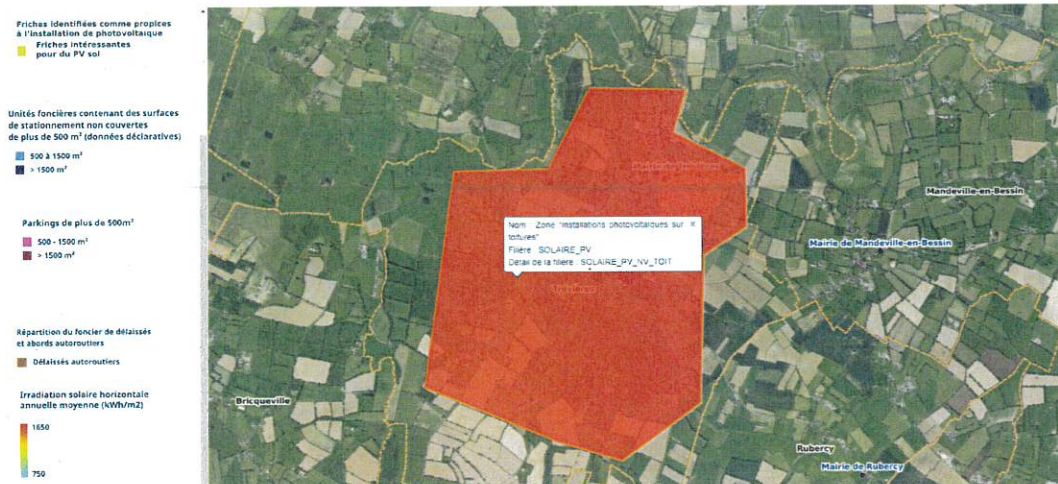 Friches identifiées comme propices
à l'installation de photovoltaïque
Friches intéressantes
pour du PV sol
Unités foncières contenant des surfaces
de stationnement non couvertes
de plus de 500 m² (données déclaratives)
500 à 1500 m²
> 1500 m²
Parkings de plus de 500m²
500 - 1500 m²
> 1500 m²
Répartition du foncier de délaissés
et abords autoroutiers
Délaissés autoroutiers
Irradiation solaire horizontale
annuelle moyenne (kWh/m2)
1650
750
Nom : Zone "Installations photovoltaïques sur ×
toitures"
Filière : SOLAIRE_PV
Détail de la filière : SOLAIRE_PV_NV_TOIT
Mandeville-en-Bessin
Mairie de Mandeville-en-Bessin
Bricqueville
Rubercy
Mairie de Rubercy